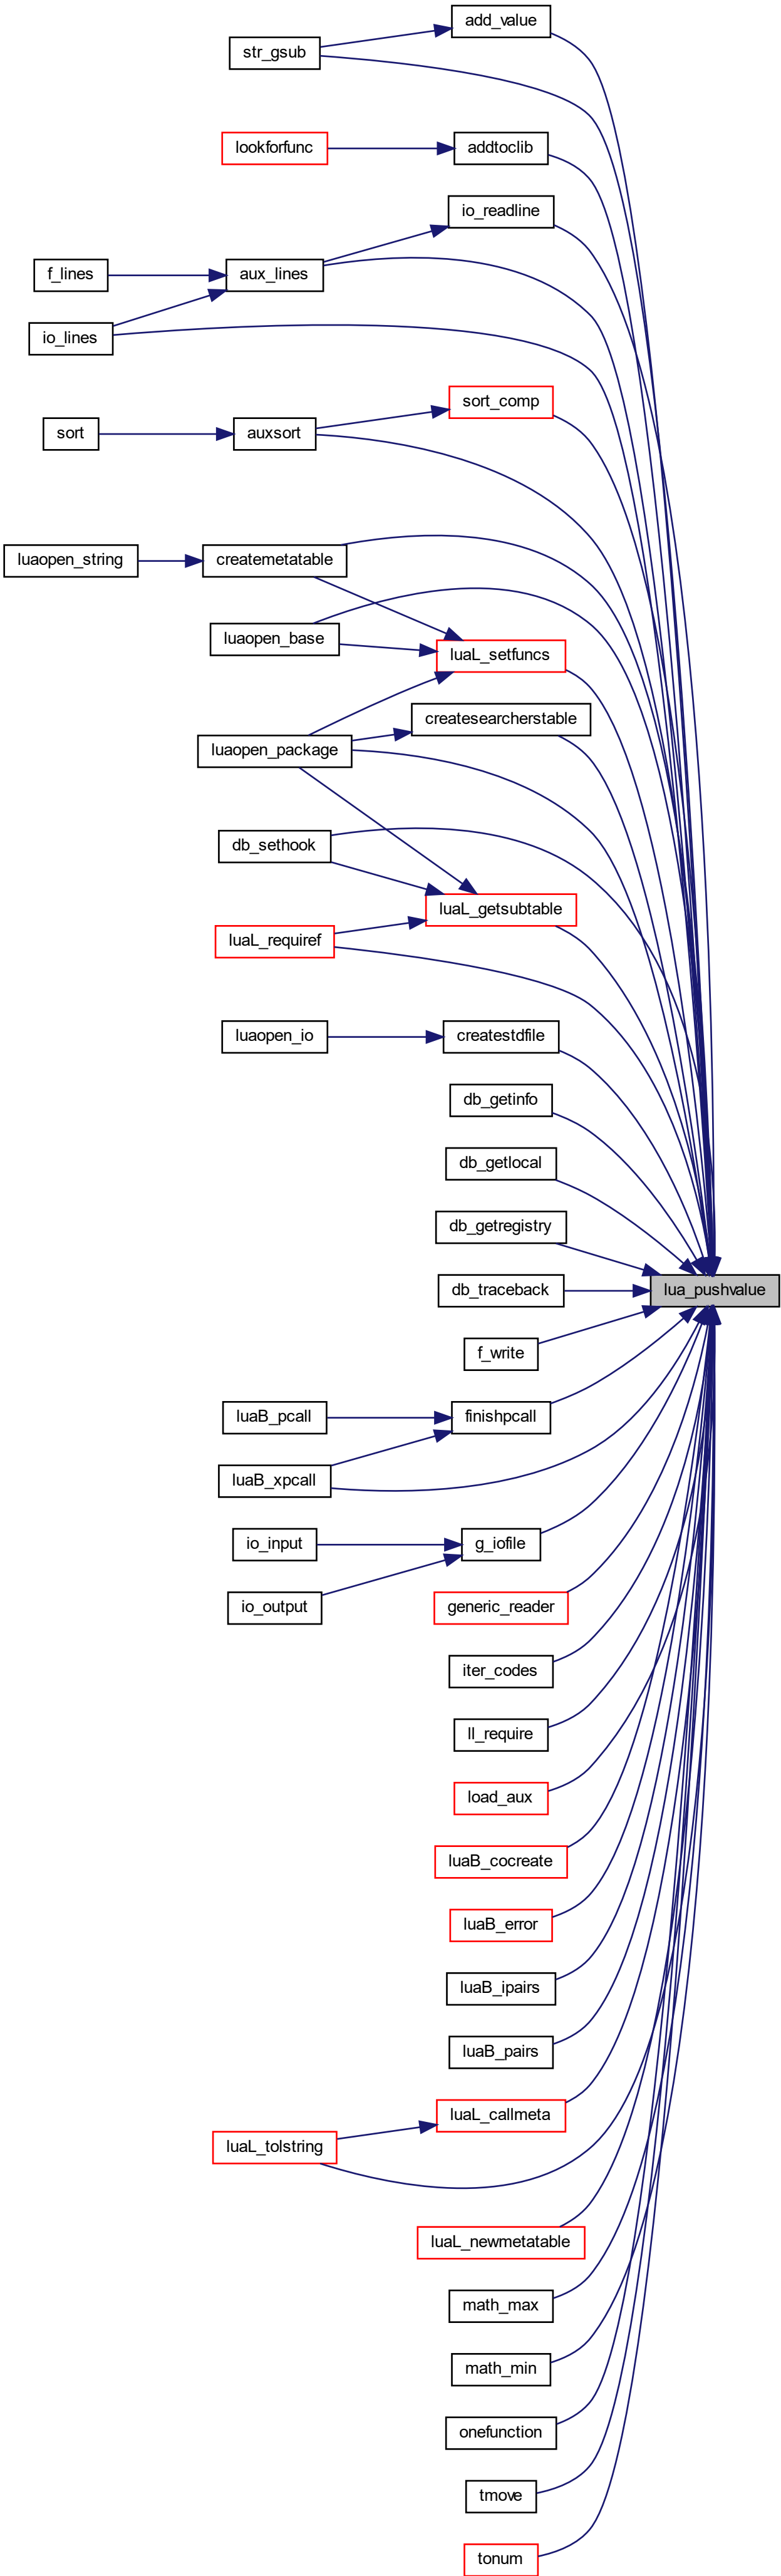 add_value
str_gsub
lookforfunc
addtoclib
io_readline
f_lines
aux_lines
io_lines
sort_comp
sort
auxsort
luaopen_string
createmetatable
luaopen_base
luaL_setfuncs
createsearcherstable
luaopen_package
db_sethook
luaL_getsubtable
luaL_requiref
luaopen_io
createstdfile
db_getinfo
db_getlocal
db_getregistry
lua_pushvalue
db_traceback
f_write
luaB_pcall
finishpcall
luaB_xpcall
io_input
g_iofile
io_output
generic_reader
iter_codes
ll_require
load_aux
luaB_cocreate
luaB_error
luaB_ipairs
luaB_pairs
luaL_callmeta
luaL_tolstring
luaL_newmetatable
math_max
math_min
onefunction
tmove
tonum